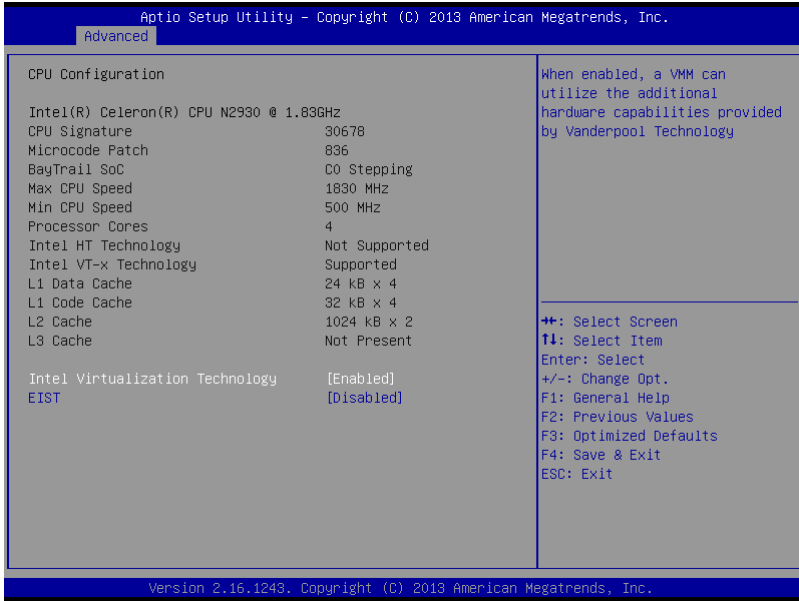 Aptio Setup Utility – Copyright (C) 2013 American Megatrends, Inc.
Advanced
CPU Configuration
Intel(R) Celeron(R) CPU N2930 @ 1.83GHz
CPU Signature 30678
Microcode Patch 836
BayTrail SoC C0 Stepping
Max CPU Speed 1830 MHz
Min CPU Speed 500 MHz
Processor Cores 4
Intel HT Technology Not Supported
Intel VT-x Technology Supported
L1 Data Cache 24 kB x 4
L1 Code Cache 32 kB x 4
L2 Cache 1024 kB x 2
L3 Cache Not Present
Intel Virtualization Technology [Enabled]
EIST [Disabled]
When enabled, a VMM can
utilize the additional
hardware capabilities provided
by Vanderpool Technology
→←: Select Screen
↑↓: Select Item
Enter: Select
+/-: Change Opt.
F1: General Help
F2: Previous Values
F3: Optimized Defaults
F4: Save & Exit
ESC: Exit
Version 2.16.1243. Copyright (C) 2013 American Megatrends, Inc.